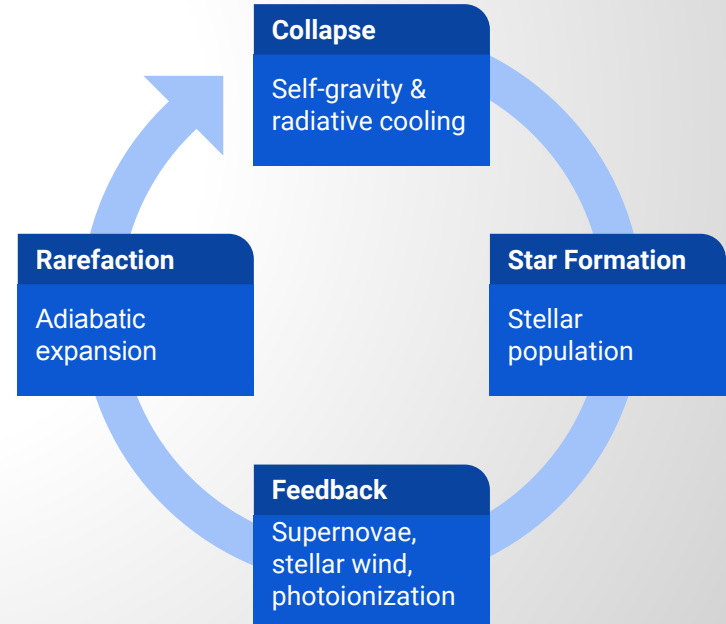 Collapse
Self-gravity &
radiative cooling
Rarefaction
Adiabatic
expansion
Star Formation
Stellar
population
Feedback
Supernovae,
stellar wind,
photoionization